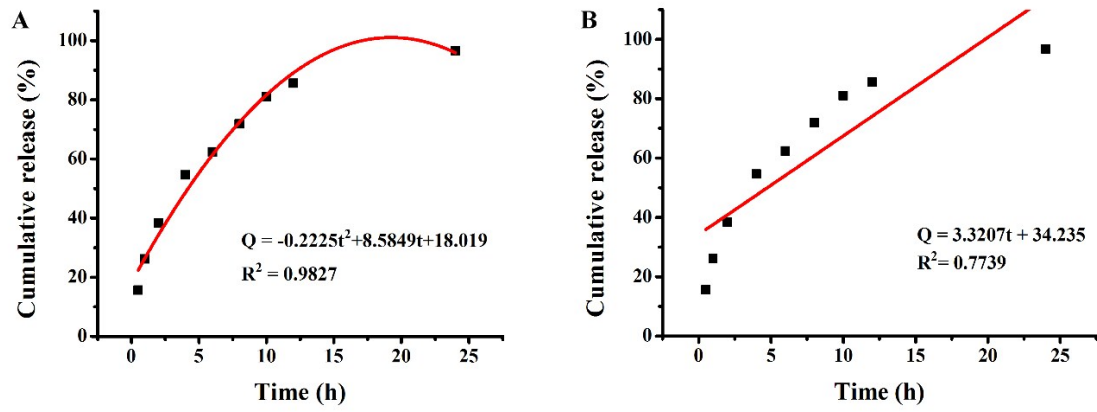 A
Cumulative release (%)
100
80
60
40
20
0
Q = -0.2225t²+8.5849t+18.019
R² = 0.9827
0
5
10
15
20
25
Time (h)
B
Cumulative release (%)
100
80
60
40
20
0
Q = 3.3207t + 34.235
R²= 0.7739
0
5
10
15
20
25
Time (h)